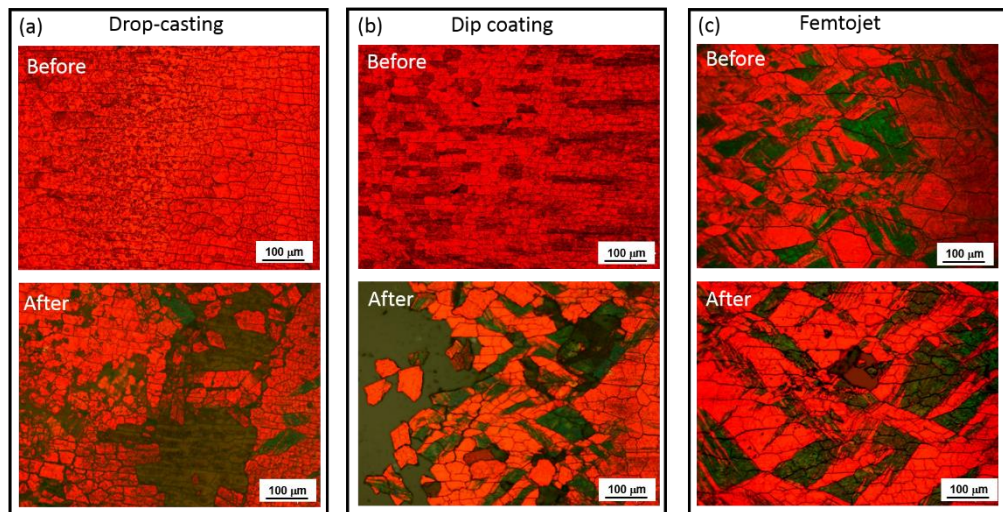 (a) Drop-casting
Before
100 μm
After
100 μm
(b) Dip coating
Before
100 μm
After
100 μm
(c) Femtojet
Before
100 μm
After
100 μm